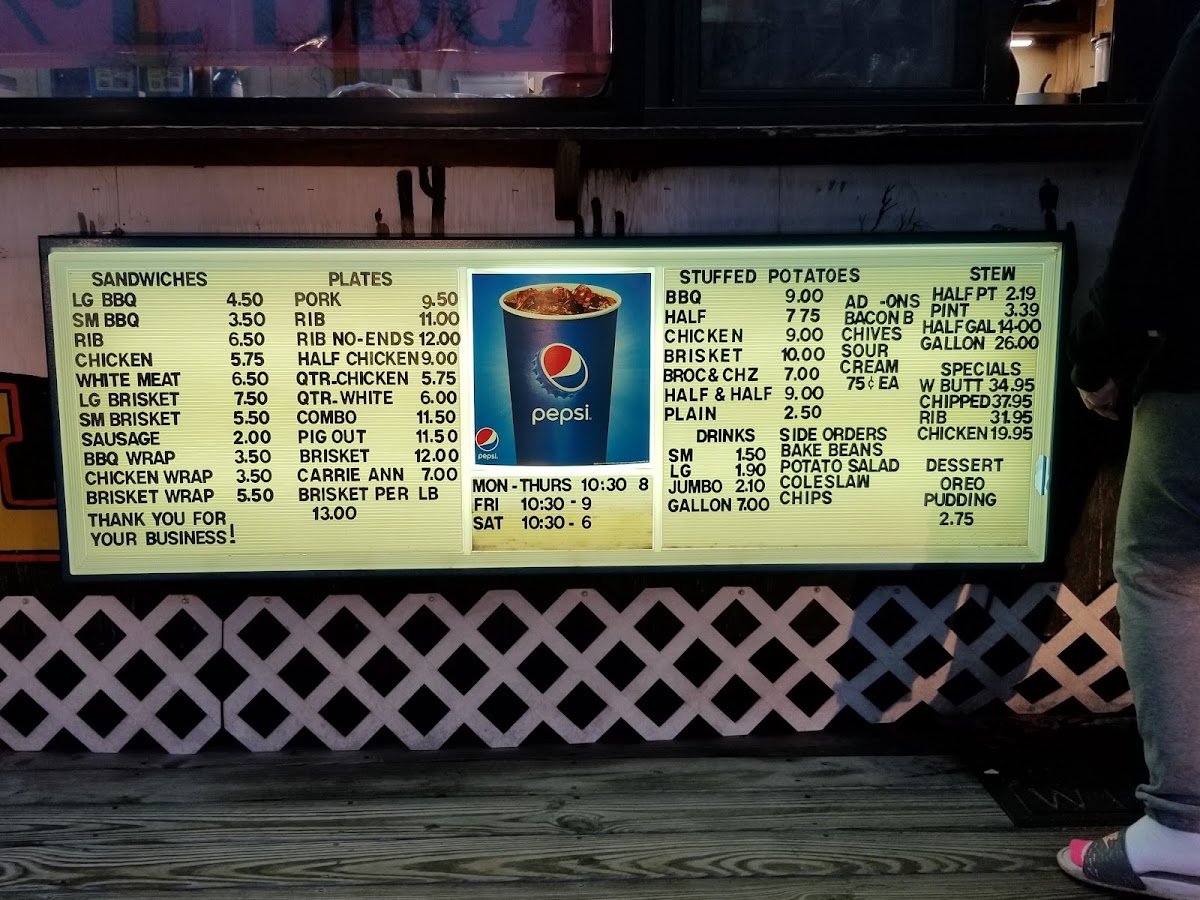 BBQ
SANDWICHES
LG BBQ 4.50
SM BBQ 3.50
RIB 6.50
CHICKEN 5.75
WHITE MEAT 6.50
LG BRISKET 7.50
SM BRISKET 5.50
SAUSAGE 2.00
BBQ WRAP 3.50
CHICKEN WRAP 3.50
BRISKET WRAP 5.50
THANK YOU FOR
YOUR BUSINESS!
PLATES
PORK 9.50
RIB 11.00
RIB NO-ENDS 12.00
HALF CHICKEN 9.00
QTR-CHICKEN 5.75
QTR-WHITE 6.00
COMBO 11.50
PIG OUT 11.50
BRISKET 12.00
CARRIE ANN 7.00
BRISKET PER LB
13.00
pepsi.
pepsi.
MON - THURS 10:30 8
FRI 10:30 - 9
SAT 10:30 - 6
STUFFED POTATOES
BBQ 9.00
HALF 7 75
CHICKEN 9.00
BRISKET 10.00
BROC & CHZ 7.00
HALF & HALF 9.00
PLAIN 2.50
AD -ONS
BACON B
CHIVES
SOUR
CREAM
75¢ EA
DRINKS
SM 1.50
LG 1.90
JUMBO 2.10
GALLON 7.00
SIDE ORDERS
BAKE BEANS
POTATO SALAD
COLESLAW
CHIPS
STEW
HALF PT 2.19
PINT 3.39
HALF GAL 14-00
GALLON 26.00
SPECIALS
W BUTT 34.95
CHIPPED 37.95
RIB 31.95
CHICKEN 19.95
DESSERT
OREO
PUDDING
2.75